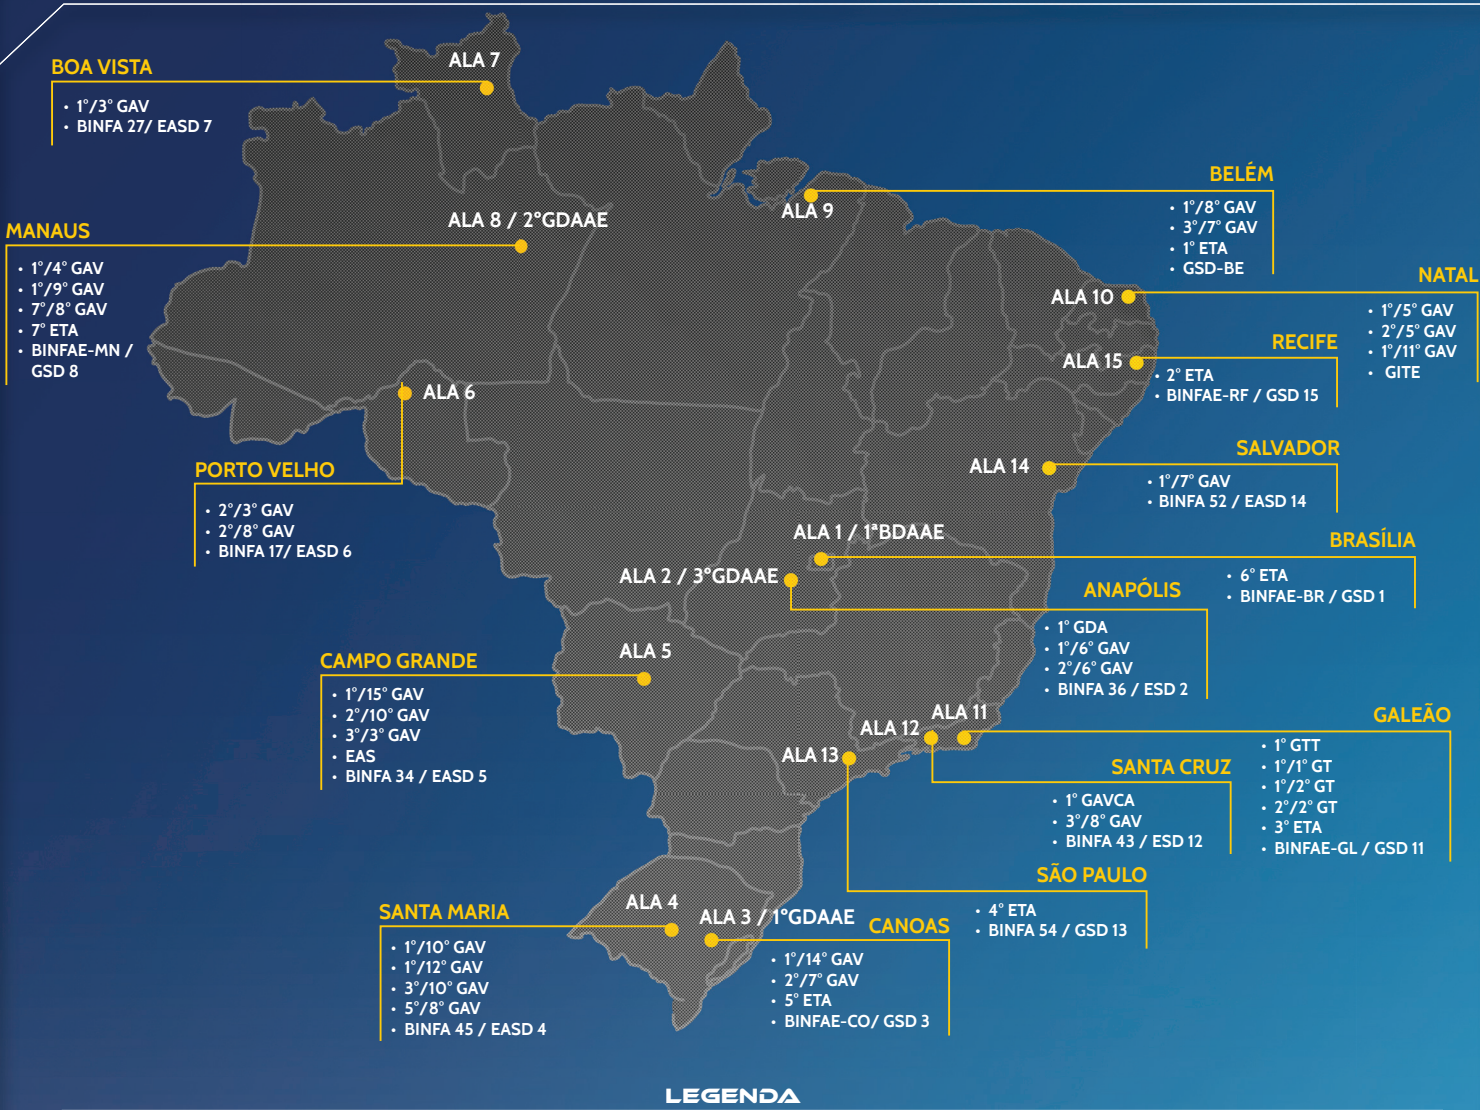 BOA VISTA
ALA 7
• 1°/3° GAV
• BINFA 27/ EASD 7
MANAUS
ALA 8 / 2°GDAAE
• 1°/4° GAV
• 1°/9° GAV
• 7°/8° GAV
• 7° ETA
• BINFAE-MN /
GSD 8
BELÉM
ALA 9
• 1°/8° GAV
• 3°/7° GAV
• 1° ETA
• GSD-BE
NATAL
ALA 10
• 1°/5° GAV
• 2°/5° GAV
• 1°/11° GAV
• GITE
RECIFE
ALA 15
• 2° ETA
• BINFAE-RF / GSD 15
ALA 6
PORTO VELHO
• 2°/3° GAV
• 2°/8° GAV
• BINFA 17/ EASD 6
SALVADOR
ALA 14
• 1°/7° GAV
• BINFA 52 / EASD 14
ALA 1 / 1ªBDAAE
BRASÍLIA
• 6° ETA
• BINFAE-BR / GSD 1
ALA 2 / 3°GDAAE
ANAPÓLIS
• 1° GDA
• 1°/6° GAV
• 2°/6° GAV
• BINFA 36 / ESD 2
ALA 5
CAMPO GRANDE
• 1°/15° GAV
• 2°/10° GAV
• 3°/3° GAV
• EAS
• BINFA 34 / EASD 5
ALA 11
GALEÃO
• 1° GTT
• 1°/1° GT
• 1°/2° GT
• 2°/2° GT
• 3° ETA
• BINFAE-GL / GSD 11
ALA 12
SANTA CRUZ
• 1° GAVCA
• 3°/8° GAV
• BINFA 43 / ESD 12
ALA 13
SÃO PAULO
• 4° ETA
• BINFA 54 / GSD 13
ALA 4
SANTA MARIA
• 1°/10° GAV
• 1°/12° GAV
• 3°/10° GAV
• 5°/8° GAV
• BINFA 45 / EASD 4
ALA 3 / 1°GDAAE
CANOAS
• 1°/14° GAV
• 2°/7° GAV
• 5° ETA
• BINFAE-CO/ GSD 3
LEGENDA